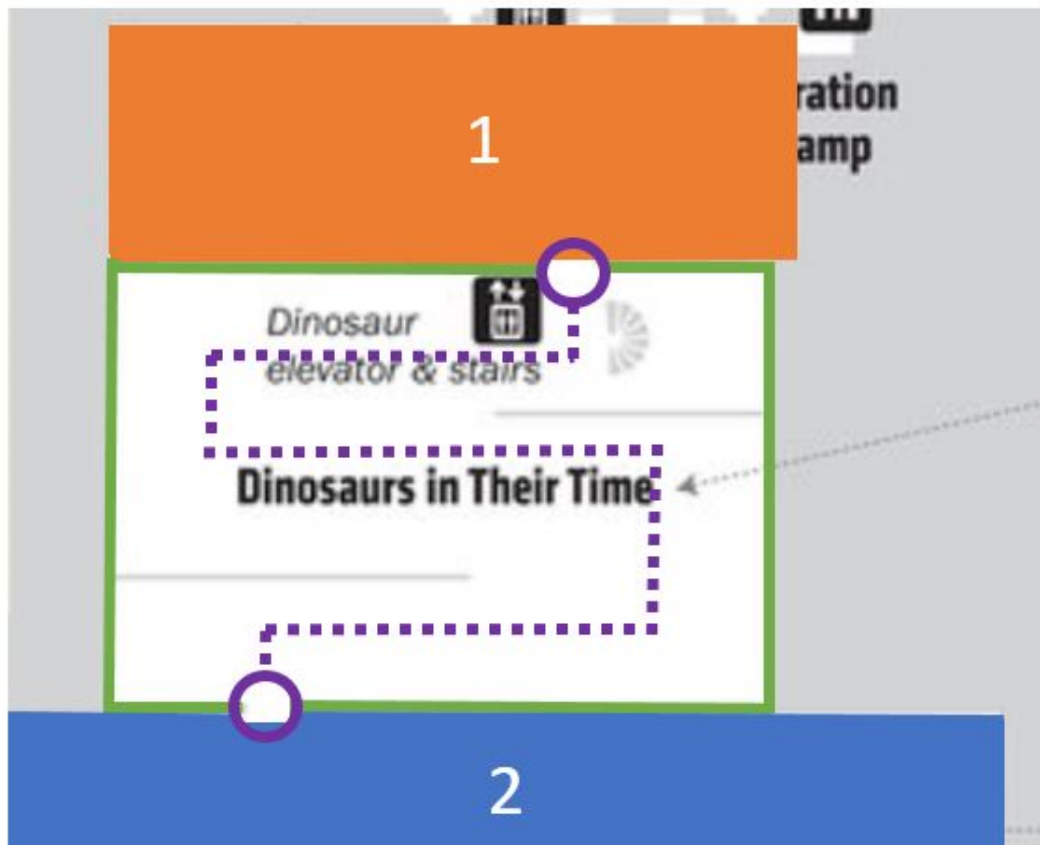 ration
amp
1
Dinosaur
elevator & stairs
Dinosaurs in Their Time
2